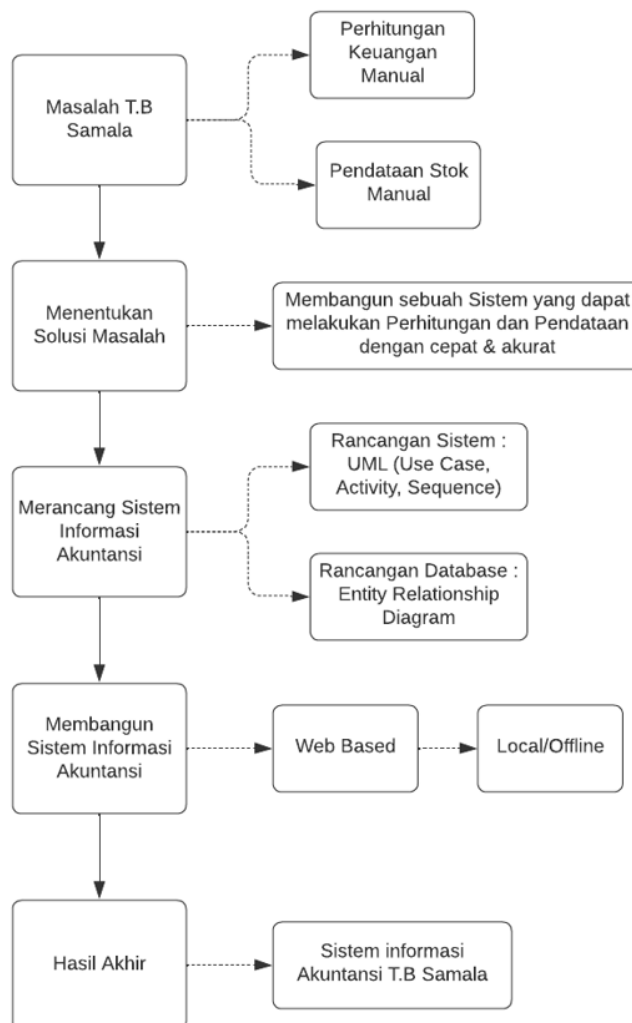 Perhitungan
Keuangan
Manual
Masalah T.B
Samala
Pendataan Stok
Manual
Menentukan
Solusi Masalah
Membangun sebuah Sistem yang dapat
melakukan Perhitungan dan Pendataan
dengan cepat & akurat
Rancangan Sistem :
UML (Use Case,
Activity, Sequence)
Merancang Sistem
Informasi
Akuntansi
Rancangan Database :
Entity Relationship
Diagram
Membangun
Sistem Informasi
Akuntansi
Web Based
Local/Offline
Hasil Akhir
Sistem informasi
Akuntansi T.B Samala